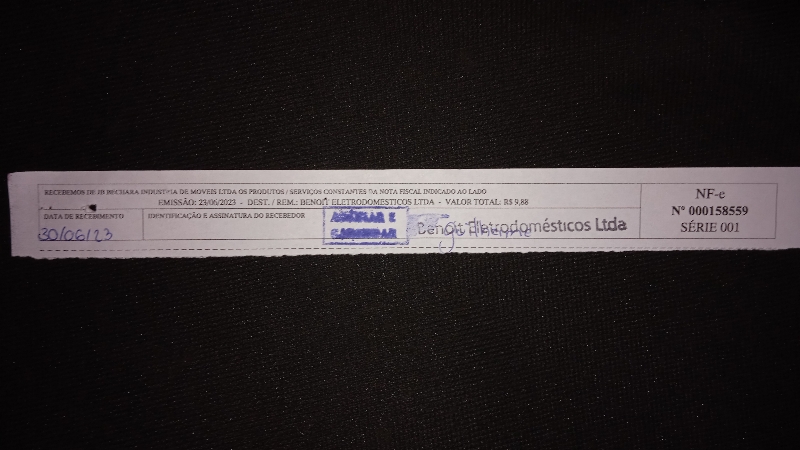 RECEBEMOS DE IB BECHARA INDUSTRIA DE MOVEIS LTDA OS PRODUTOS / SERVIÇOS CONSTANTES DA NOTA FISCAL INDICADO AO LADO
EMISSÃO: 23/06/2023 - DEST. / REM.: BENOIT ELETRODOMESTICOS LTDA - VALOR TOTAL: R$ 9,88
DATA DE RECEBIMENTO
30/06/23
IDENTIFICAÇÃO E ASSINATURA DO RECEBEDOR
Benoit Eletrodomésticos Ltda
NF-e
Nº 000158559
SÉRIE 001